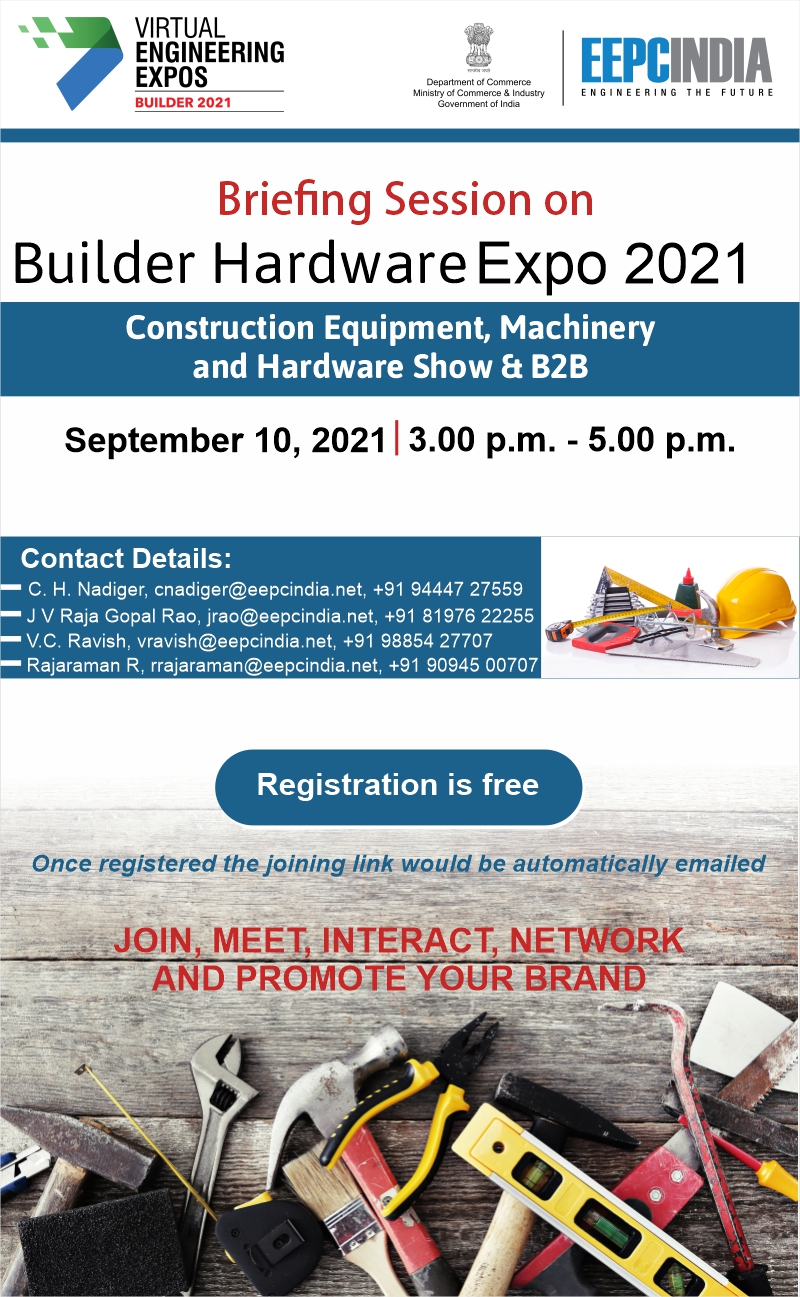 VIRTUAL
ENGINEERING
EXPOS
BUILDER 2021
Department of Commerce
Ministry of Commerce & Industry
Government of India
EEPCINDIA
ENGINEERING THE FUTURE
Briefing Session on
Builder Hardware Expo 2021
Construction Equipment, Machinery
and Hardware Show & B2B
September 10, 2021 | 3.00 p.m. - 5.00 p.m.
Contact Details:
C. H. Nadiger, cnadiger@eepcindia.net, +91 94447 27559
J V Raja Gopal Rao, jrao@eepcindia.net, +91 81976 22255
V.C. Ravish, vravish@eepcindia.net, +91 98854 27707
Rajaraman R, rrajaraman@eepcindia.net, +91 90945 00707
Registration is free
Once registered the joining link would be automatically emailed
JOIN, MEET, INTERACT, NETWORK
AND PROMOTE YOUR BRAND